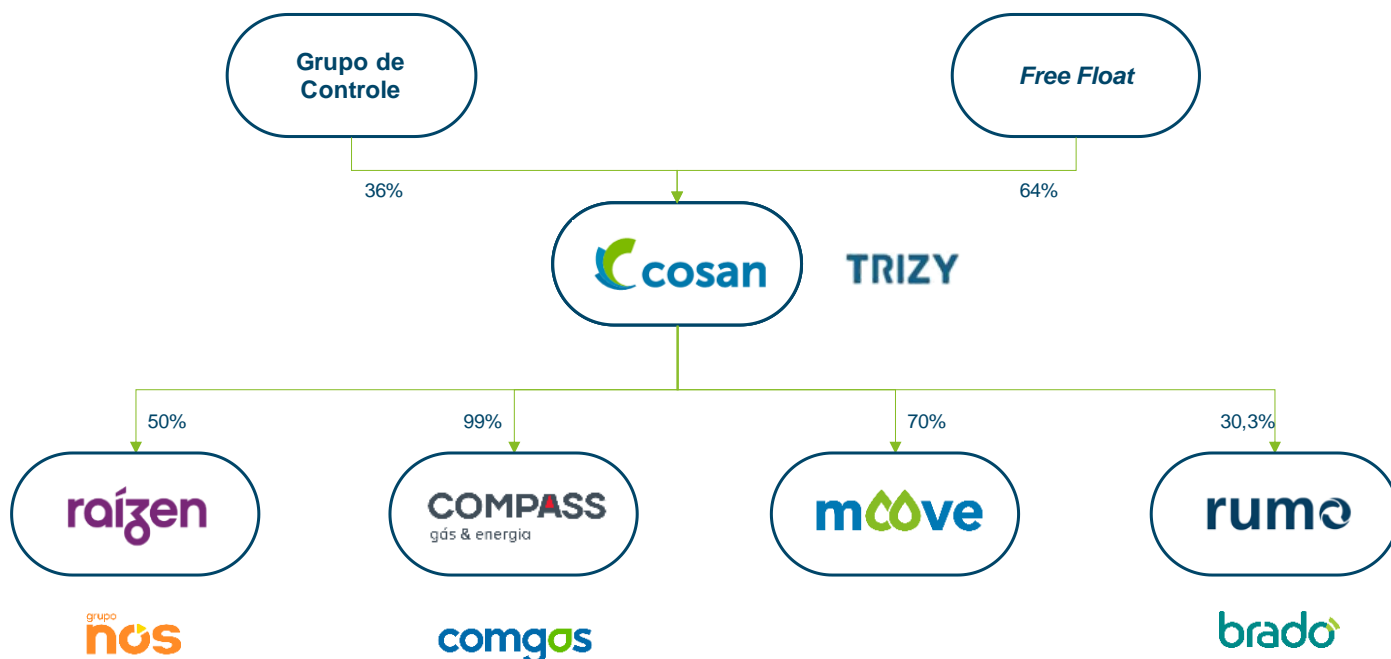 Grupo de
Controle
Free Float
36%
64%
cosan
TRIZY
50%
99%
70%
30,3%
raízen
COMPASS
gás & energia
moove
rumo
grupo
nós
comgas
brado